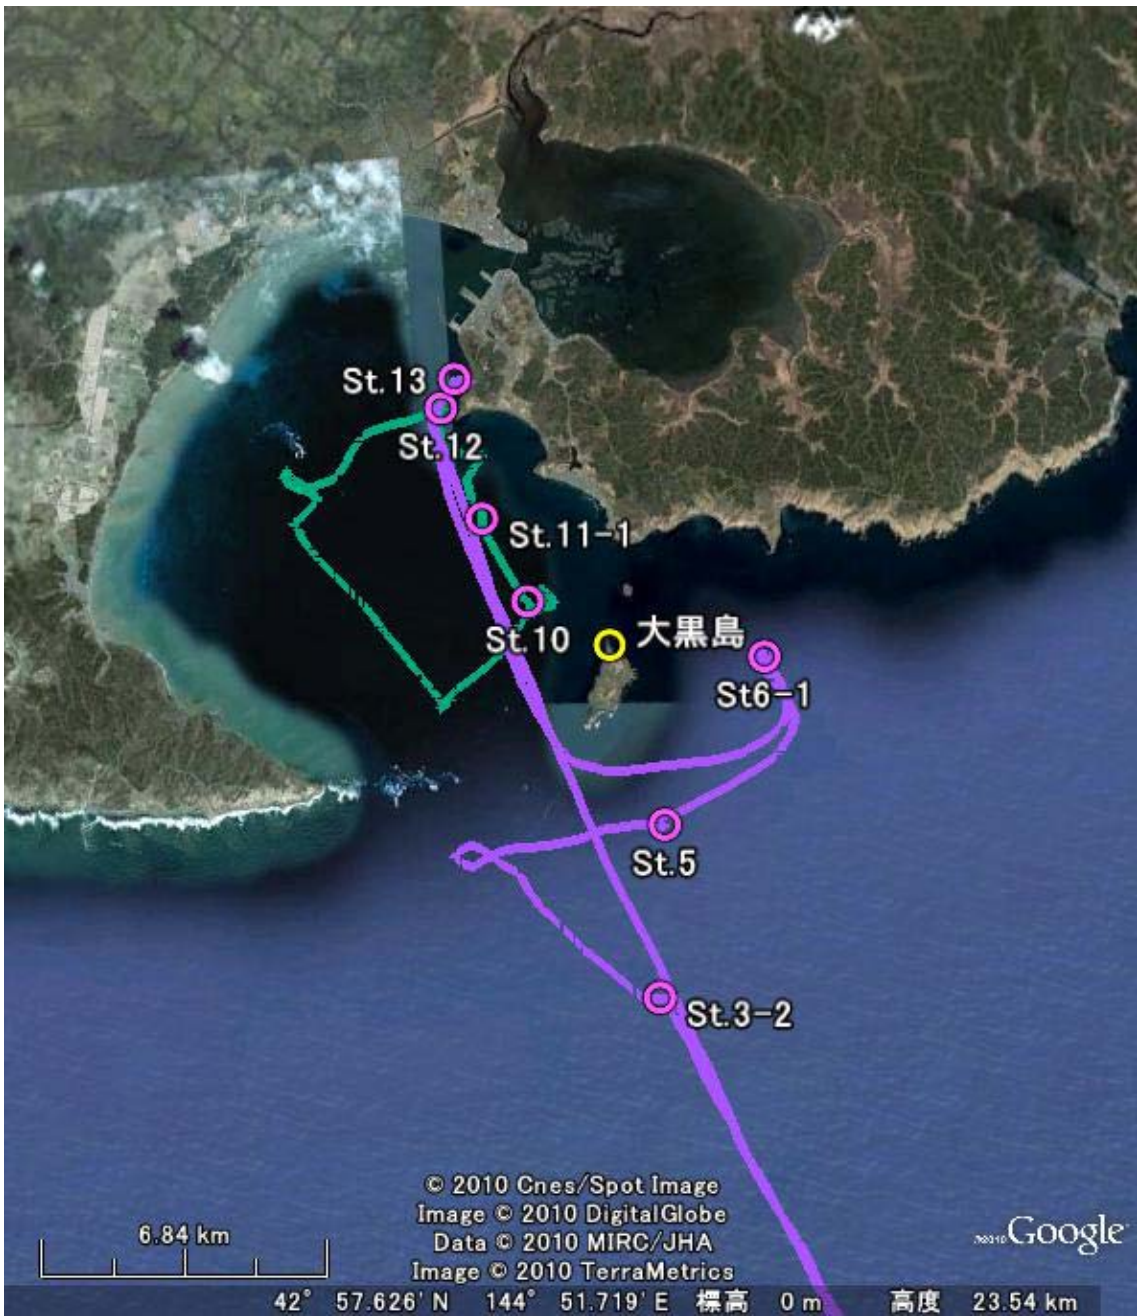 St.13
St.12
St.11-1
St.10
大黒島
St6-1
St.5
St.3-2
© 2010 Cnes/Spot Image
Image © 2010 DigitalGlobe
Data © 2010 MIRC/JHA
Image © 2010 TerraMetrics
6.84 km
Google
42° 57.626' N 144° 51.719' E 標高 0 m 高度 23.54 km